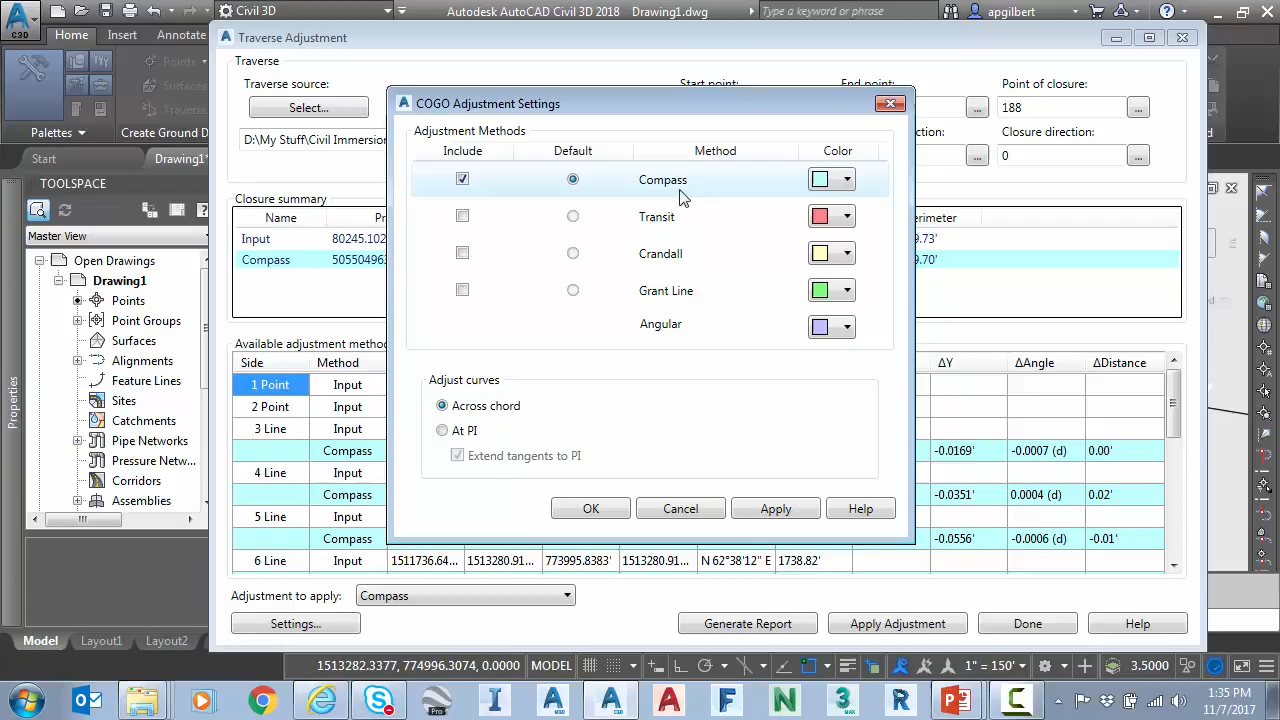 Civil 3D
Autodesk AutoCAD Civil 3D 2018 Drawing1.dwg
Type a keyword or phrase
apgilbert
C3D
Home
Insert
Annotate
Points
Traverse
Palettes
Create Ground D
Start
Drawing1*
TOOLSPACE
Master View
Open Drawings
Drawing1
Points
Point Groups
Surfaces
Alignments
Feature Lines
Sites
Catchments
Pipe Networks
Pressure Netw...
Corridors
Assemblies
Properties
Traverse Adjustment
Traverse
Traverse source:
Start point:
End point:
Point of closure:
Select...
188
D:\My Stuff\Civil Immersion
Closure direction:
0
Closure summary
Name
Input 80245.102
Compass 50550496
Available adjustment method
Side Method ΔY ΔAngle ΔDistance
1 Point Input
2 Point Input
3 Line Input
Compass -0.0169' -0.0007 (d) 0.00'
4 Line Input
Compass -0.0351' 0.0004 (d) 0.02'
5 Line Input
Compass -0.0556' -0.0006 (d) -0.01'
6 Line Input 1511736.64... 1513280.91... 773995.8383' 1513280.91... N 62°38'12" E 1738.82'
Adjustment to apply: Compass
Settings... Generate Report Apply Adjustment Done Help
COGO Adjustment Settings
Adjustment Methods
Include Default Method Color
Compass
Transit
Crandall
Grant Line
Angular
Adjust curves
Across chord
At PI
Extend tangents to PI
OK Cancel Apply Help
Model Layout1 Layout2
1513282.3377, 774996.3074, 0.0000 MODEL 1" = 150' 3.5000
1:35 PM
11/7/2017